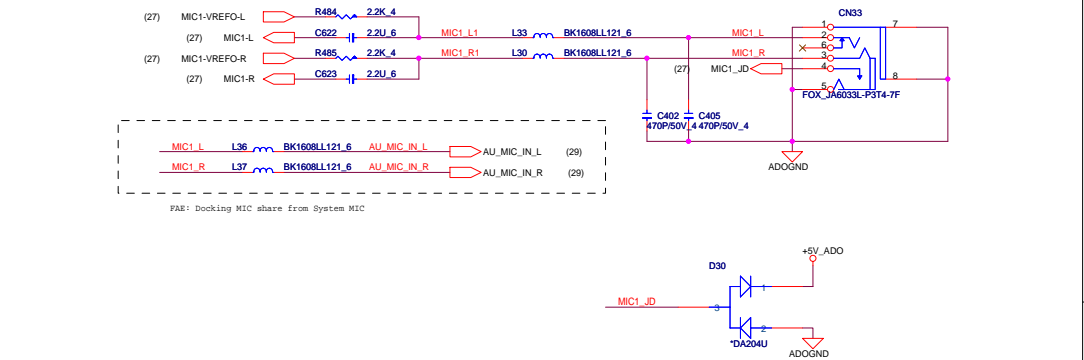 (27) MIC1-VREFO-L R484 2.2K_4
(27) MIC1-L C622 2.2U_6 MIC1_L1 L33 BK1608LL121_6 MIC1_L
(27) MIC1-VREFO-R R485 2.2K_4 MIC1_R1 L30 BK1608LL121_6 MIC1_R
(27) MIC1-R C623 2.2U_6
(27) MIC1_JD
CN33
1
2
6
3
4
5
7
8
FOX_JA6033L-P3T4-7F
C402
470P/50V_4
C405
470P/50V_4
ADOGND
MIC1_L L36 BK1608LL121_6 AU_MIC_IN_L AU_MIC_IN_L (29)
MIC1_R L37 BK1608LL121_6 AU_MIC_IN_R AU_MIC_IN_R (29)
FAE: Docking MIC share from System MIC
+5V_ADO
D30
1
MIC1_JD 3
2
*DA204U
ADOGND